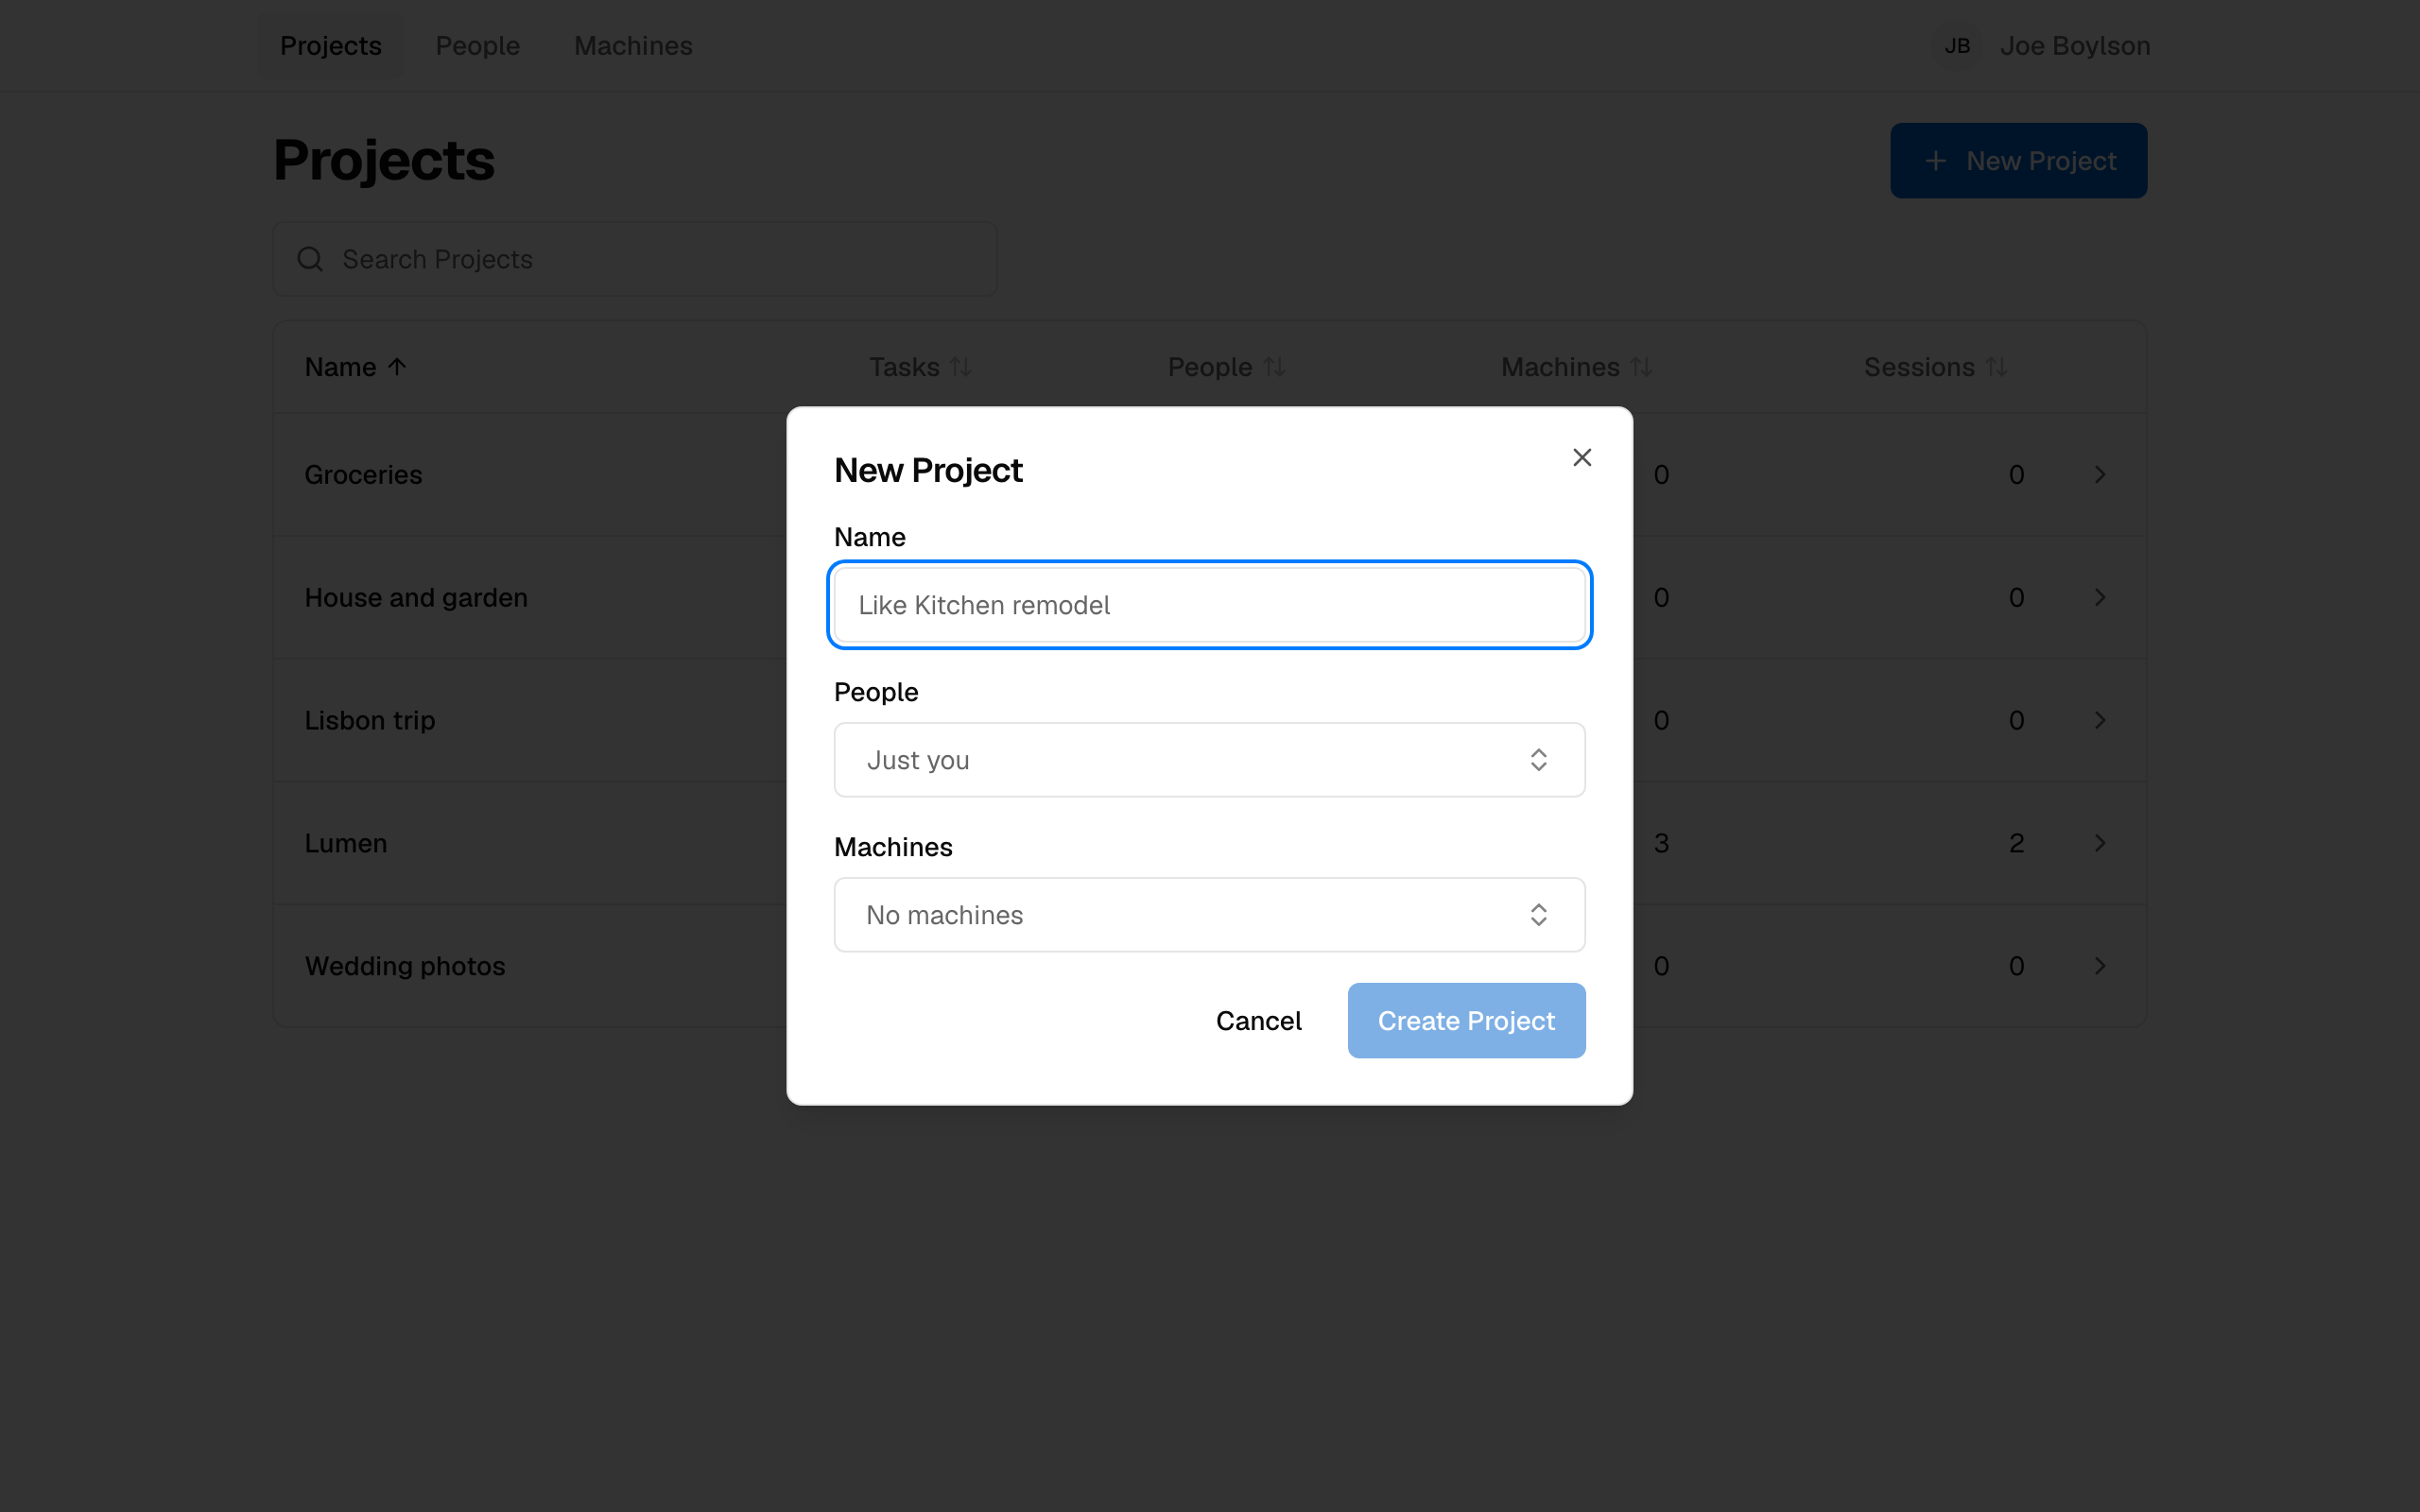 Projects People Machines JB Joe Boylson
Projects
New Project
Search Projects
Name Tasks People Machines Sessions
Groceries 0 0
House and garden 0 0
Lisbon trip 0 0
Lumen 3 2
Wedding photos 0 0
New Project
Name
Like Kitchen remodel
People
Just you
Machines
No machines
Cancel Create Project